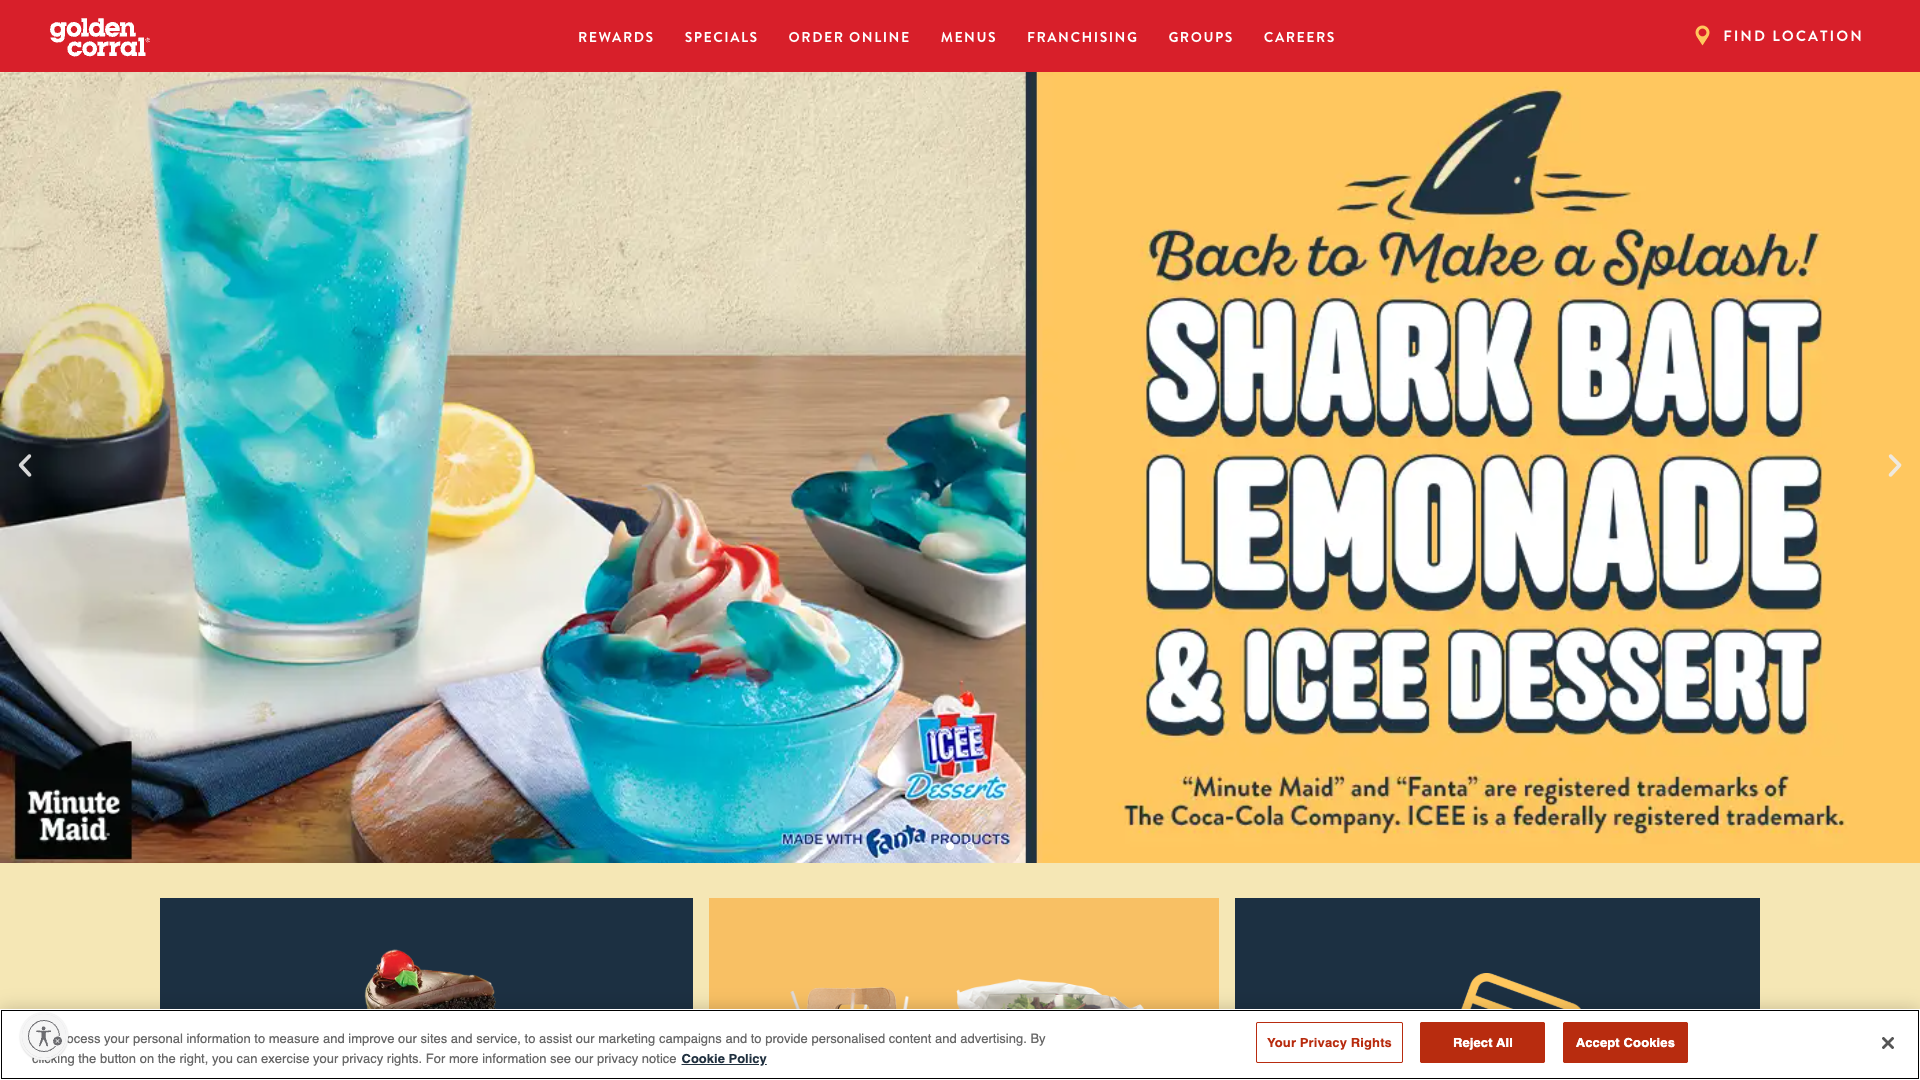 golden
corral
REWARDS
SPECIALS
ORDER ONLINE
MENUS
FRANCHISING
GROUPS
CAREERS
FIND LOCATION
Back to Make a Splash!
SHARK BAIT
LEMONADE
& ICEE DESSERT
"Minute Maid" and "Fanta" are registered trademarks of
The Coca-Cola Company. ICEE is a federally registered trademark.
Minute
Maid
ICEE
Desserts
MADE WITH Fanta PRODUCTS
ocess your personal information to measure and improve our sites and service, to assist our marketing campaigns and to provide personalised content and advertising. By
clicking the button on the right, you can exercise your privacy rights. For more information see our privacy notice Cookie Policy
Your Privacy Rights
Reject All
Accept Cookies